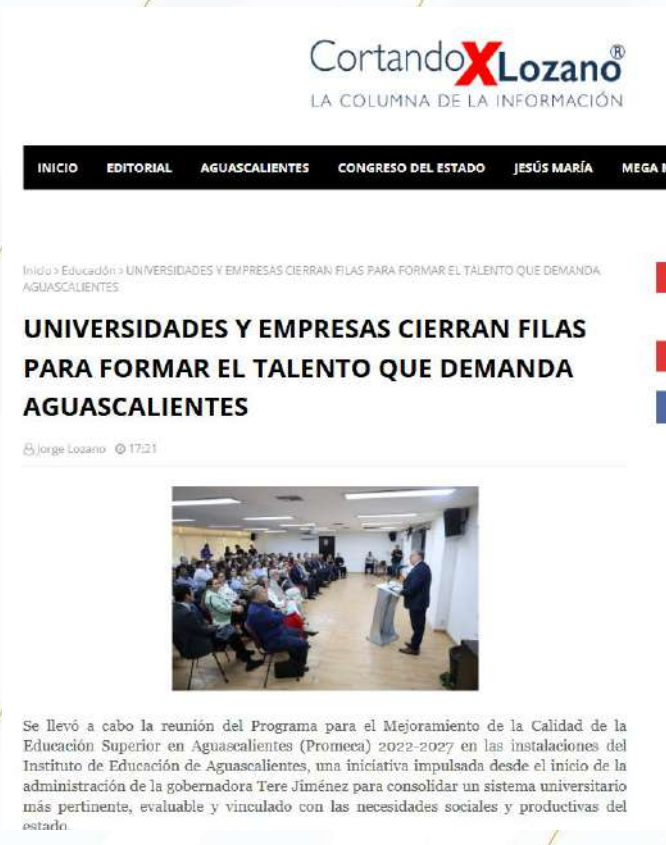 CortandoXLozano®
LA COLUMNA DE LA INFORMACIÓN
INICIO EDITORIAL AGUASCALIENTES CONGRESO DEL ESTADO JESÚS MARÍA MEGA
Inicio > Educación > UNIVERSIDADES Y EMPRESAS CIERRAN FILAS PARA FORMAR EL TALENTO QUE DEMANDA
AGUASCALIENTES
UNIVERSIDADES Y EMPRESAS CIERRAN FILAS
PARA FORMAR EL TALENTO QUE DEMANDA
AGUASCALIENTES
Jorge Lozano 17:21
Se llevó a cabo la reunión del Programa para el Mejoramiento de la Calidad de la
Educación Superior en Aguascalientes (Promeca) 2022-2027 en las instalaciones del
Instituto de Educación de Aguascalientes, una iniciativa impulsada desde el inicio de la
administración de la gobernadora Tere Jiménez para consolidar un sistema universitario
más pertinente, evaluable y vinculado con las necesidades sociales y productivas del
estado.